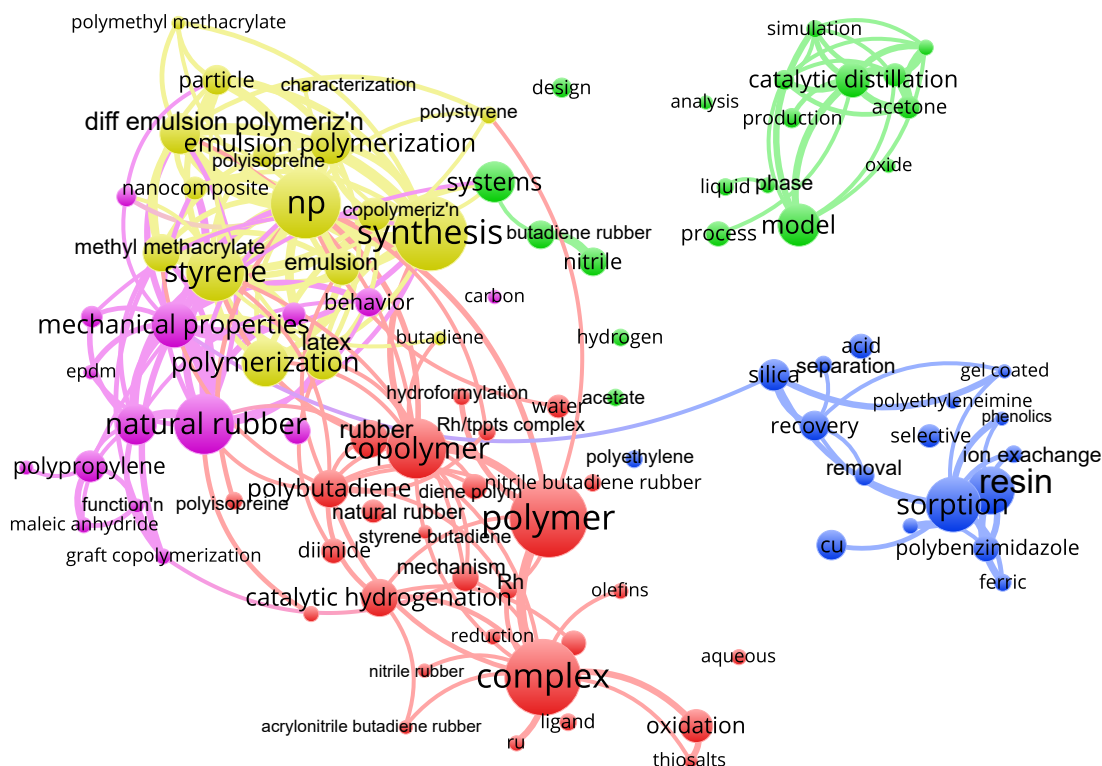 polymethyl methacrylate
simulation
particle
characterization
design
catalytic distillation
polystyrene
analysis
acetone
production
diff emulsion polymeriz'n
emulsion polymerization
polyisopreine
oxide
nanocomposite
systems
liquid
phase
np
copolymeriz'n
synthesis
butadiene rubber
process
model
methyl methacrylate
styrene
emulsion
nitrile
behavior
carbon
mechanical properties
latex
butadiene
hydrogen
polymerization
epdm
silica
separation
acid
gel coated
hydroformylation
water
acetate
polyethyleneimine
phenolics
natural rubber
rubber
Rh/tppts complex
recovery
selective
copolymer
polyethylene
ion exachange
polypropylene
removal
nitrile butadiene rubber
resin
polybutadiene
diene polym
function'n
polyisopreine
natural rubber
polymer
sorption
maleic anhydride
styrene butadiene
graft copolymerization
diimide
cu
polybenzimidazole
mechanism
Rh
ferric
catalytic hydrogenation
olefins
reduction
aqueous
nitrile rubber
complex
acrylonitrile butadiene rubber
ligand
oxidation
ru
thiosalts